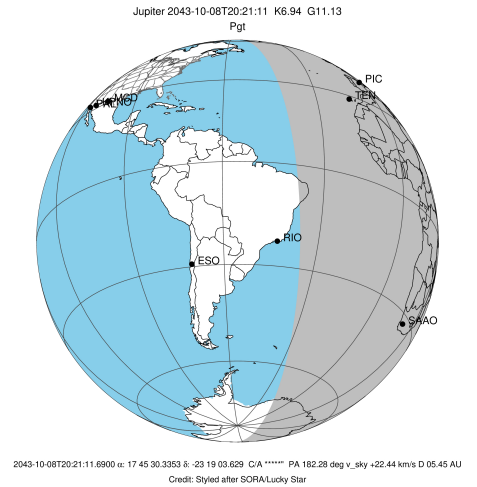 Jupiter 2043-10-08T20:21:11 K6.94 G11.13
Pgt
PIC
TEN
MCD
ESO
RIO
SAAO
2043-10-08T20:21:11.6900 α: 17 45 30.3353 δ: -23 19 03.629 C/A *****" PA 182.28 deg v_sky +22.44 km/s D 05.45 AU
Credit: Styled after SORA/Lucky Star